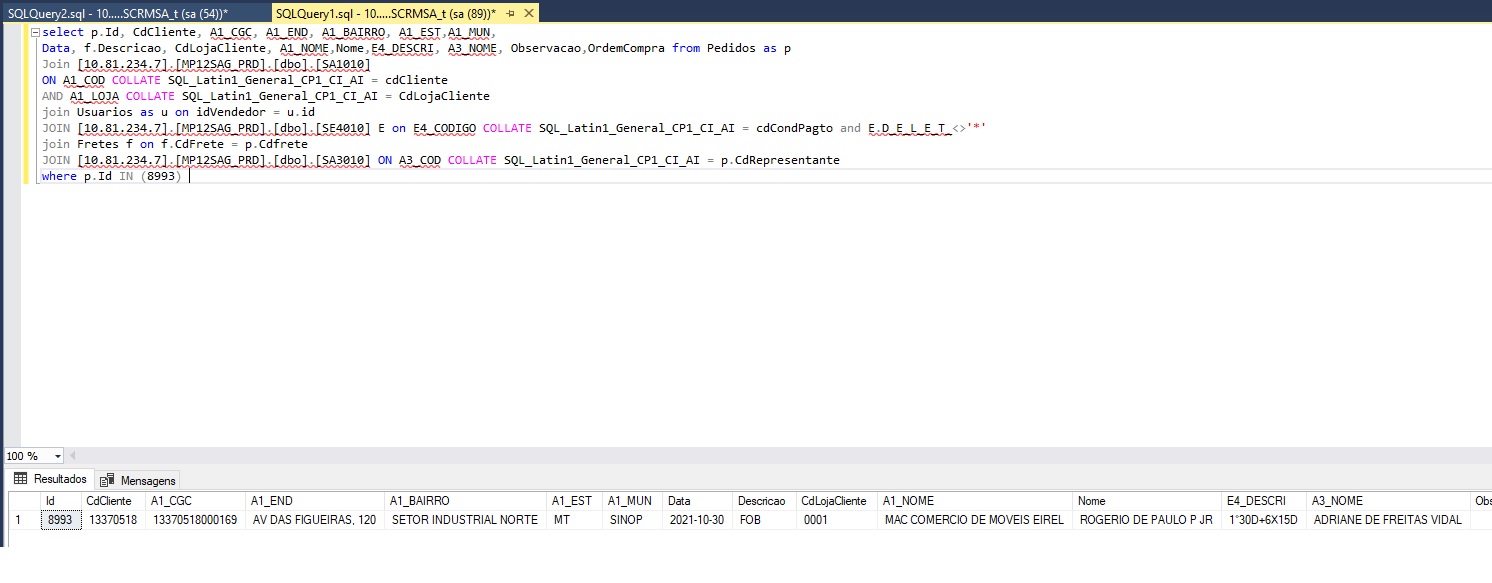 SQLQuery2.sql - 10.....SCRMSA_t (sa (54))* SQLQuery1.sql - 10.....SCRMSA_t (sa (89))*
select p.Id, CdCliente, A1_CGC, A1_END, A1_BAIRRO, A1_EST,A1_MUN,
Data, f.Descricao, CdLojaCliente, A1_NOME,Nome,E4_DESCRI, A3_NOME, Observacao,OrdemCompra from Pedidos as p
Join [10.81.234.7].[MP12SAG_PRD].[dbo].[SA1010]
ON A1_COD COLLATE SQL_Latin1_General_CP1_CI_AI = cdCliente
AND A1_LOJA COLLATE SQL_Latin1_General_CP1_CI_AI = CdLojaCliente
join Usuarios as u on idVendedor = u.id
JOIN [10.81.234.7].[MP12SAG_PRD].[dbo].[SE4010] E on E4_CODIGO COLLATE SQL_Latin1_General_CP1_CI_AI = cdCondPagto and E.D_E_L_E_T_<>'*'
join Fretes f on f.CdFrete = p.Cdfrete
JOIN [10.81.234.7].[MP12SAG_PRD].[dbo].[SA3010] ON A3_COD COLLATE SQL_Latin1_General_CP1_CI_AI = p.CdRepresentante
where p.Id IN (8993)
100 %
Resultados Mensagens
Id CdCliente A1_CGC A1_END A1_BAIRRO A1_EST A1_MUN Data Descricao CdLojaCliente A1_NOME Nome E4_DESCRI A3_NOME Obs
1 8993 13370518 13370518000169 AV DAS FIGUEIRAS, 120 SETOR INDUSTRIAL NORTE MT SINOP 2021-10-30 FOB 0001 MAC COMERCIO DE MOVEIS EIREL ROGERIO DE PAULO P JR 1°30D+6X15D ADRIANE DE FREITAS VIDAL